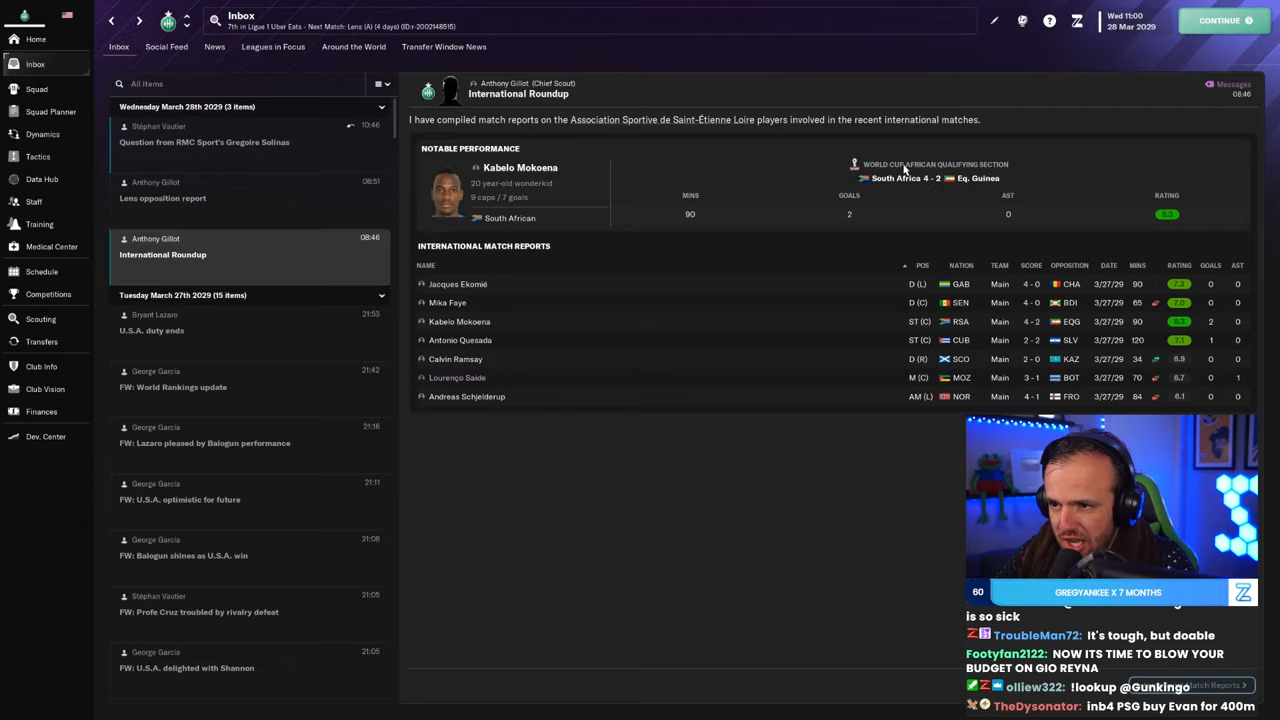 Inbox
7th in Ligue 1 Uber Eats - Next Match: Lens (A) (4 days) (ID:r-2002148515)
Wed 11:00
28 Mar 2029
CONTINUE
Home
Inbox
Squad
Squad Planner
Dynamics
Tactics
Data Hub
Staff
Training
Medical Center
Schedule
Competitions
Scouting
Transfers
Club Info
Club Vision
Finances
Dev. Center
Inbox
Social Feed
News
Leagues in Focus
Around the World
Transfer Window News
All Items
Wednesday March 28th 2029 (3 items)
Stéphan Vautier 10:46
Question from RMC Sport's Gregoire Solinas
Anthony Gillot 08:51
Lens opposition report
Anthony Gillot 08:46
International Roundup
Tuesday March 27th 2029 (15 items)
Bryant Lazaro 21:53
U.S.A. duty ends
George García 21:42
FW: World Rankings update
George García 21:16
FW: Lazaro pleased by Balogun performance
George García 21:11
FW: U.S.A. optimistic for future
George García 21:08
FW: Balogun shines as U.S.A. win
Stéphan Vautier 21:05
FW: Profe Cruz troubled by rivalry defeat
George García 21:05
FW: U.S.A. delighted with Shannon
Anthony Gillot (Chief Scout)
International Roundup
Messages
08:46
I have compiled match reports on the Association Sportive de Saint-Étienne Loire players involved in the recent international matches.
NOTABLE PERFORMANCE
Kabelo Mokoena
20 year-old wonderkid
9 caps / 7 goals
South African
WORLD CUP AFRICAN QUALIFYING SECTION
South Africa 4 - 2 Eq. Guinea
MINS GOALS AST RATING
90 2 0 8.3
INTERNATIONAL MATCH REPORTS
NAME POS NATION TEAM SCORE OPPOSITION DATE MINS RATING GOALS AST
Jacques Ekomié D (L) GAB Main 4 - 0 CHA 3/27/29 90 7.3 0 0
Mika Faye D (C) SEN Main 4 - 0 BDI 3/27/29 65 7.0 0 0
Kabelo Mokoena ST (C) RSA Main 4 - 2 EQG 3/27/29 90 8.3 2 0
Antonio Quesada ST (C) CUB Main 2 - 2 SLV 3/27/29 120 7.1 1 0
Calvin Ramsay D (R) SCO Main 2 - 0 KAZ 3/27/29 34 6.9 0 0
Lourenço Saide M (C) MOZ Main 3 - 1 BOT 3/27/29 70 6.7 0 1
Andreas Schjelderup AM (L) NOR Main 4 - 1 FRO 3/27/29 84 6.1 0 0
60 GREGYANKEE X 7 MONTHS
is so sick
TroubleMan72: It's tough, but doable
Footyfan2122: NOW ITS TIME TO BLOW YOUR
BUDGET ON GIO REYNA
olliew322: !lookup @Gunkingo
Match Reports
TheDysonator: inb4 PSG buy Evan for 400m